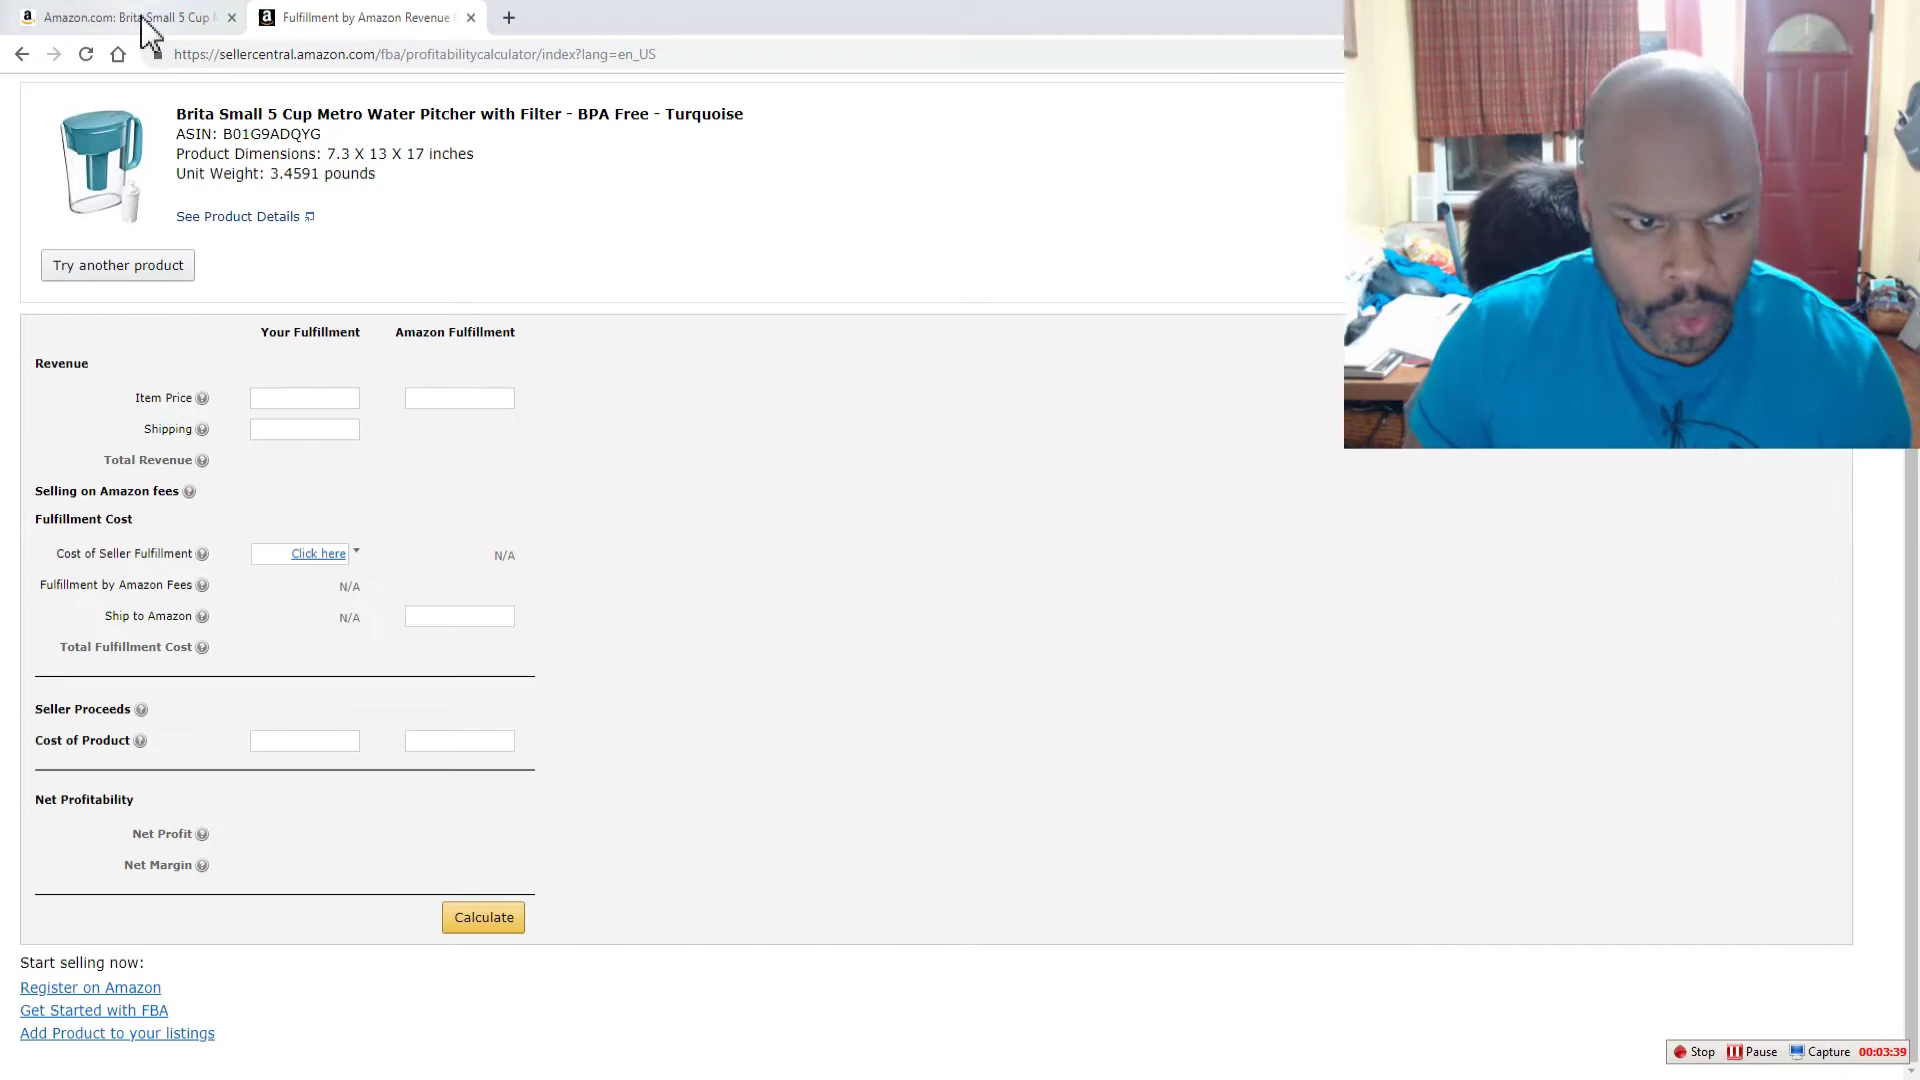 Amazon.com: Brita Small 5 Cup M
Fulfillment by Amazon Revenue
https://sellercentral.amazon.com/fba/profitabilitycalculator/index?lang=en_US
Brita Small 5 Cup Metro Water Pitcher with Filter - BPA Free - Turquoise
ASIN: B01G9ADQYG
Product Dimensions: 7.3 X 13 X 17 inches
Unit Weight: 3.4591 pounds
See Product Details
Try another product
Your Fulfillment Amazon Fulfillment
Revenue
Item Price
Shipping
Total Revenue
Selling on Amazon fees
Fulfillment Cost
Cost of Seller Fulfillment Click here N/A
Fulfillment by Amazon Fees N/A
Ship to Amazon N/A
Total Fulfillment Cost
Seller Proceeds
Cost of Product
Net Profitability
Net Profit
Net Margin
Calculate
Start selling now:
Register on Amazon
Get Started with FBA
Add Product to your listings
Stop Pause Capture 00:03:39